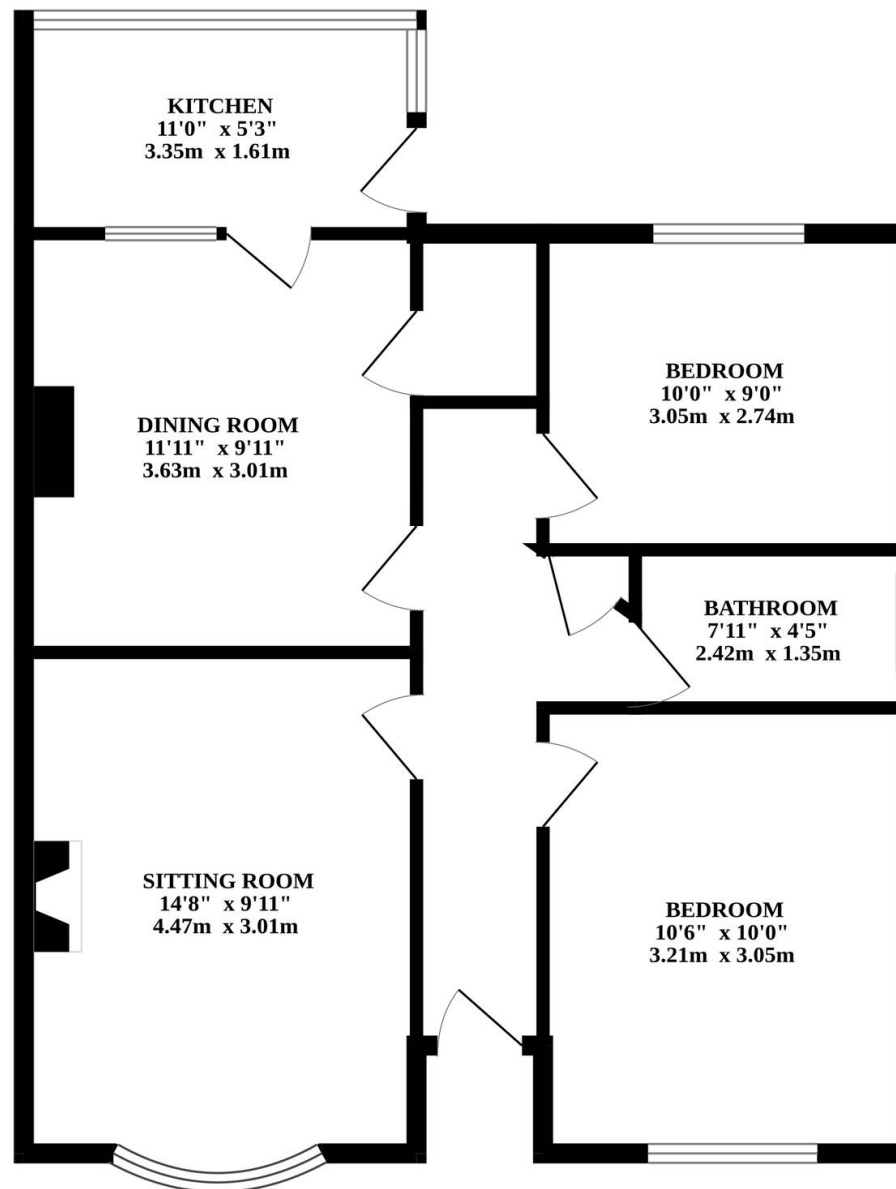 KITCHEN
11'0" x 5'3"
3.35m x 1.61m
BEDROOM
10'0" x 9'0"
3.05m x 2.74m
DINING ROOM
11'11" x 9'11"
3.63m x 3.01m
BATHROOM
7'11" x 4'5"
2.42m x 1.35m
SITTING ROOM
14'8" x 9'11"
4.47m x 3.01m
BEDROOM
10'6" x 10'0"
3.21m x 3.05m